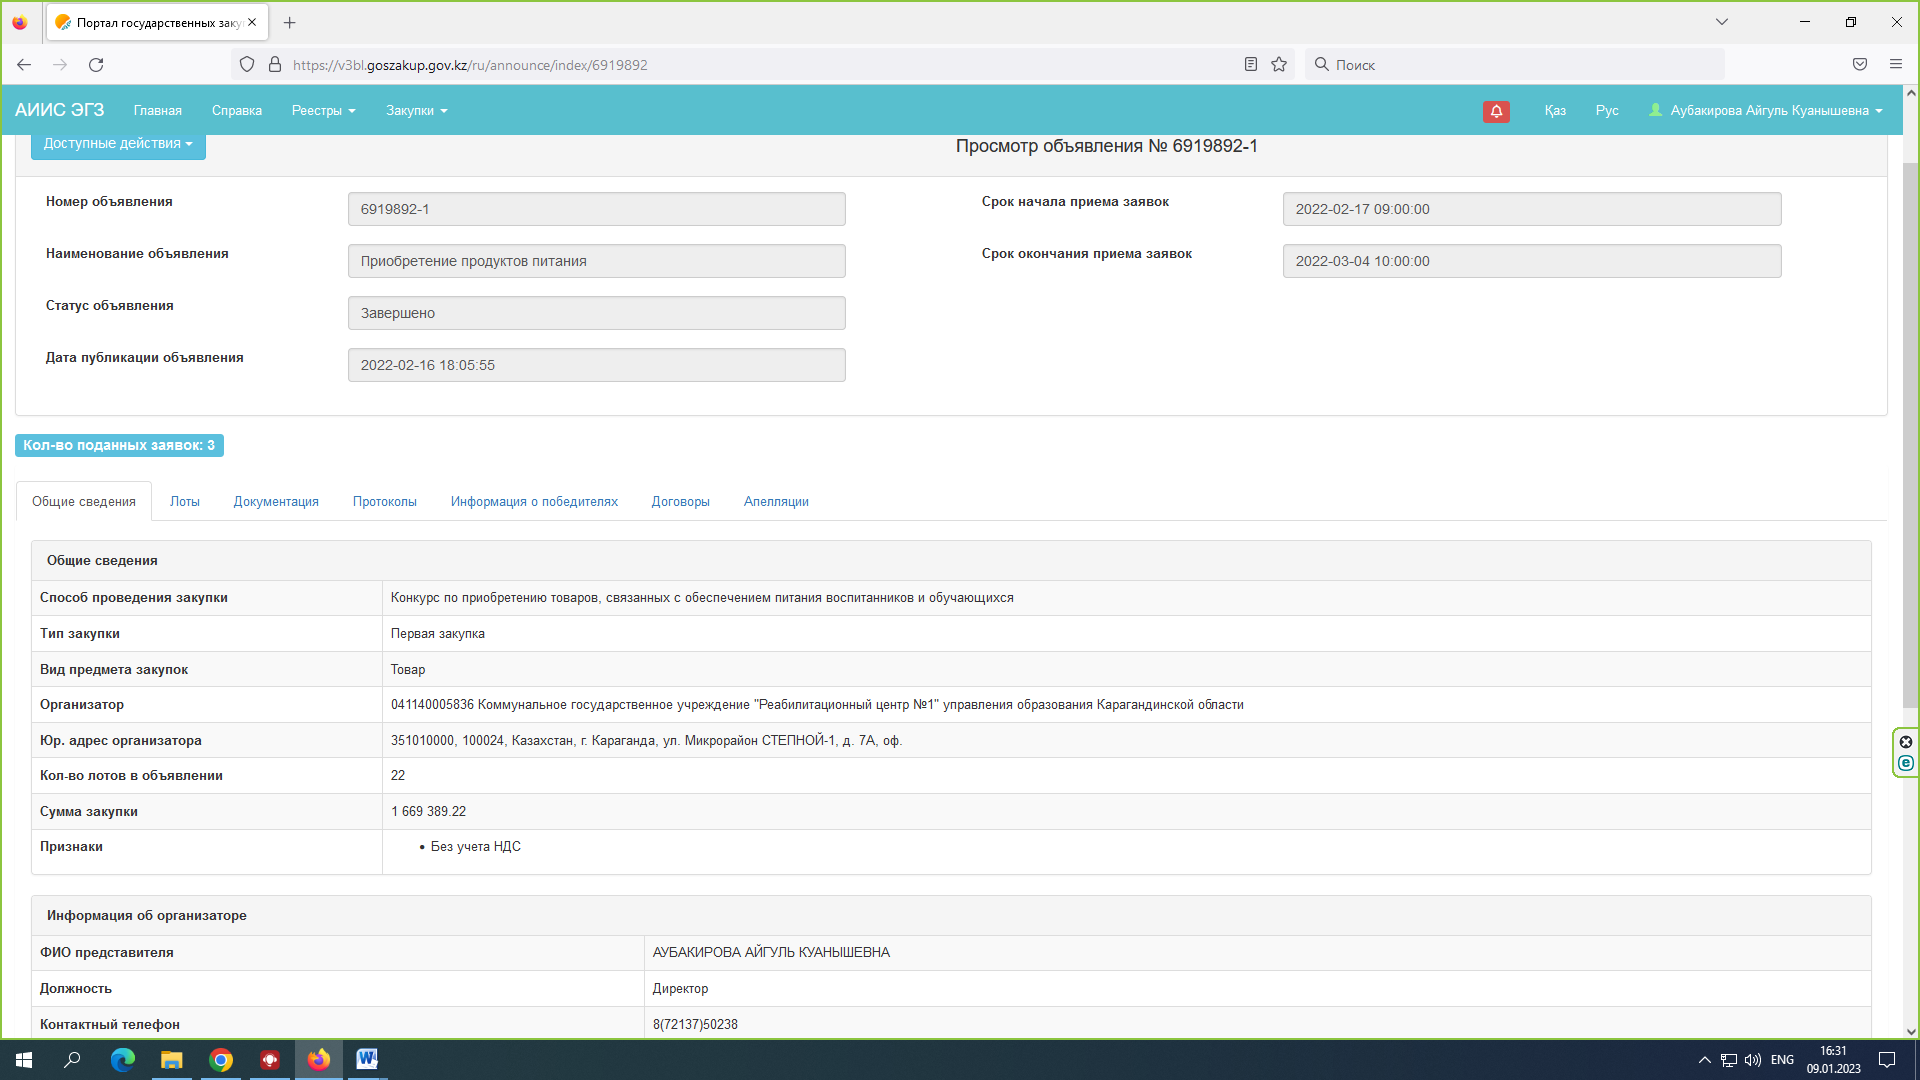 Портал государственных заку
https://v3bl.goszakup.gov.kz/ru/announce/index/6919892
Поиск
АИИС ЭГЗ Главная Справка Реестры Закупки Қаз Рус Аубакирова Айгуль Куанышевна
Доступные действия Просмотр объявления № 6919892-1
Номер объявления 6919892-1 Срок начала приема заявок 2022-02-17 09:00:00
Наименование объявления Приобретение продуктов питания Срок окончания приема заявок 2022-03-04 10:00:00
Статус объявления Завершено
Дата публикации объявления 2022-02-16 18:05:55
Кол-во поданных заявок: 3
Общие сведения Лоты Документация Протоколы Информация о победителях Договоры Апелляции
Общие сведения
Способ проведения закупки Конкурс по приобретению товаров, связанных с обеспечением питания воспитанников и обучающихся
Тип закупки Первая закупка
Вид предмета закупок Товар
Организатор 041140005836 Коммунальное государственное учреждение "Реабилитационный центр №1" управления образования Карагандинской области
Юр. адрес организатора 351010000, 100024, Казахстан, г. Караганда, ул. Микрорайон СТЕПНОЙ-1, д. 7А, оф.
Кол-во лотов в объявлении 22
Сумма закупки 1 669 389.22
Признаки • Без учета НДС
Информация об организаторе
ФИО представителя АУБАКИРОВА АЙГУЛЬ КУАНЫШЕВНА
Должность Директор
Контактный телефон 8(72137)50238
ENG 16:31
09.01.2023